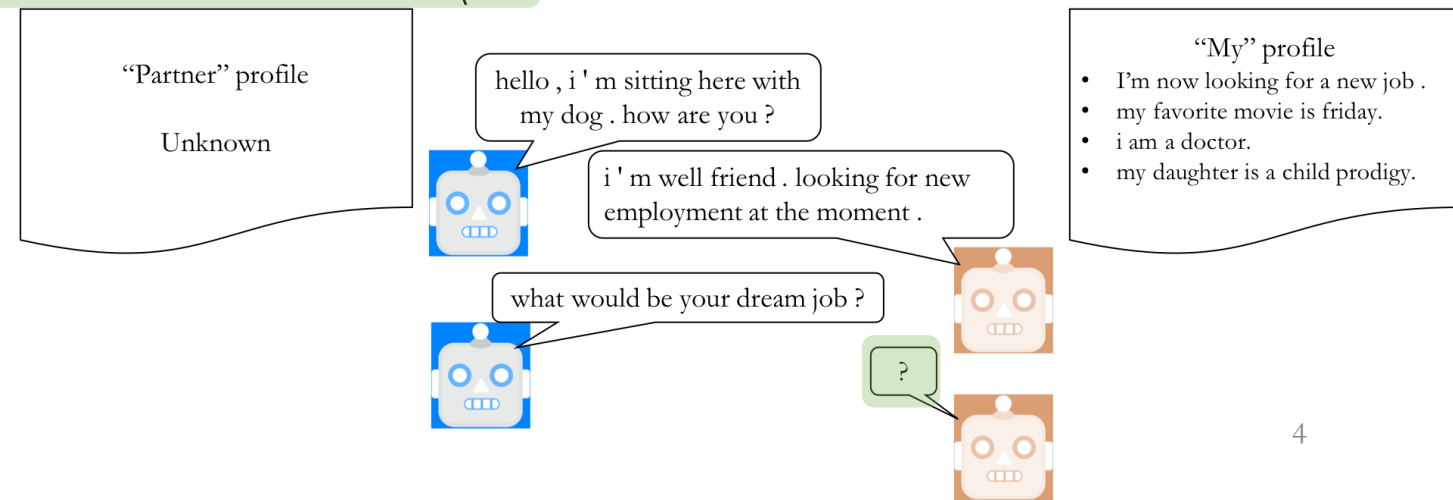 “Partner” profile
Unknown
hello , i ' m sitting here with
my dog . how are you ?
i ' m well friend . looking for new
employment at the moment .
what would be your dream job ?
?
“My” profile
• I’m now looking for a new job .
• my favorite movie is friday.
• i am a doctor.
• my daughter is a child prodigy.
4